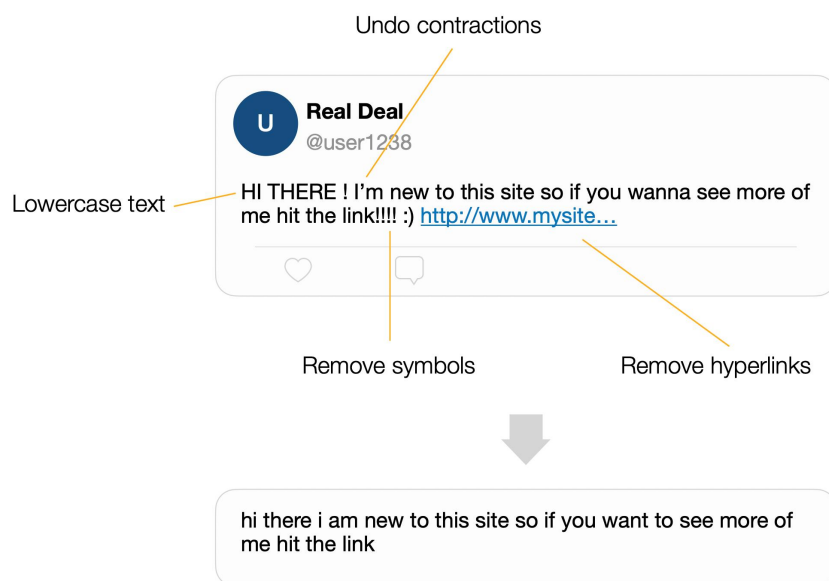 Undo contractions
U
Real Deal
@user1238
Lowercase text
HI THERE ! I’m new to this site so if you wanna see more of
me hit the link!!!! :) http://www.mysite…
Remove symbols
Remove hyperlinks
hi there i am new to this site so if you want to see more of
me hit the link